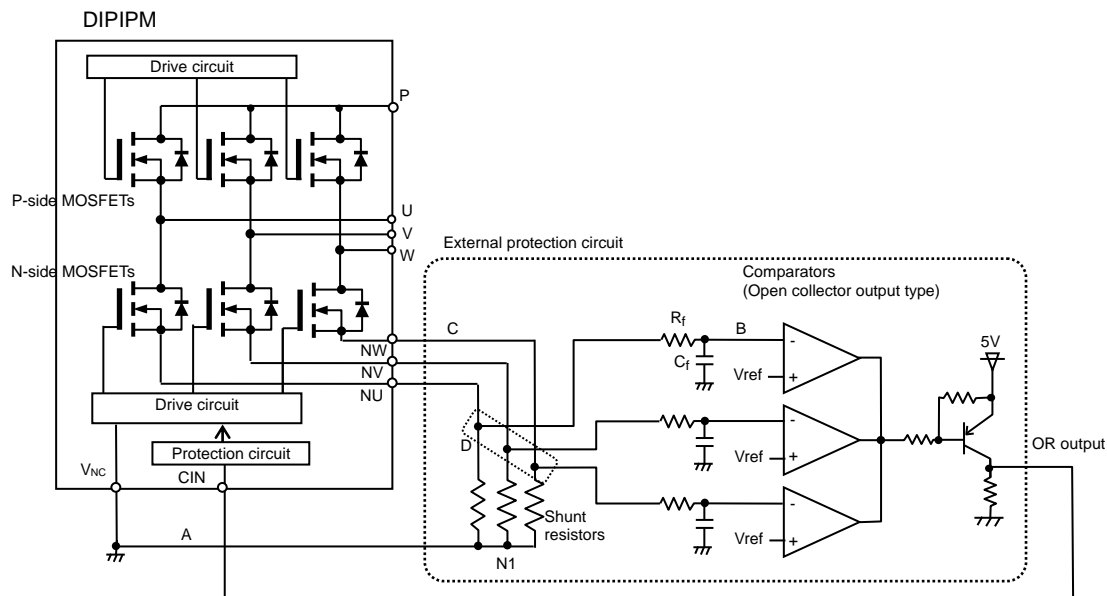 DIPIPM
Drive circuit
P
P-side MOSFETs
U
V
W
N-side MOSFETs
External protection circuit
Comparators
(Open collector output type)
Rf
B
C
Cf
Vref
-
+
5V
NW
NV
NU
Drive circuit
D
Vref
-
+
OR output
Protection circuit
VNC
CIN
Shunt
resistors
Vref
-
+
A
N1